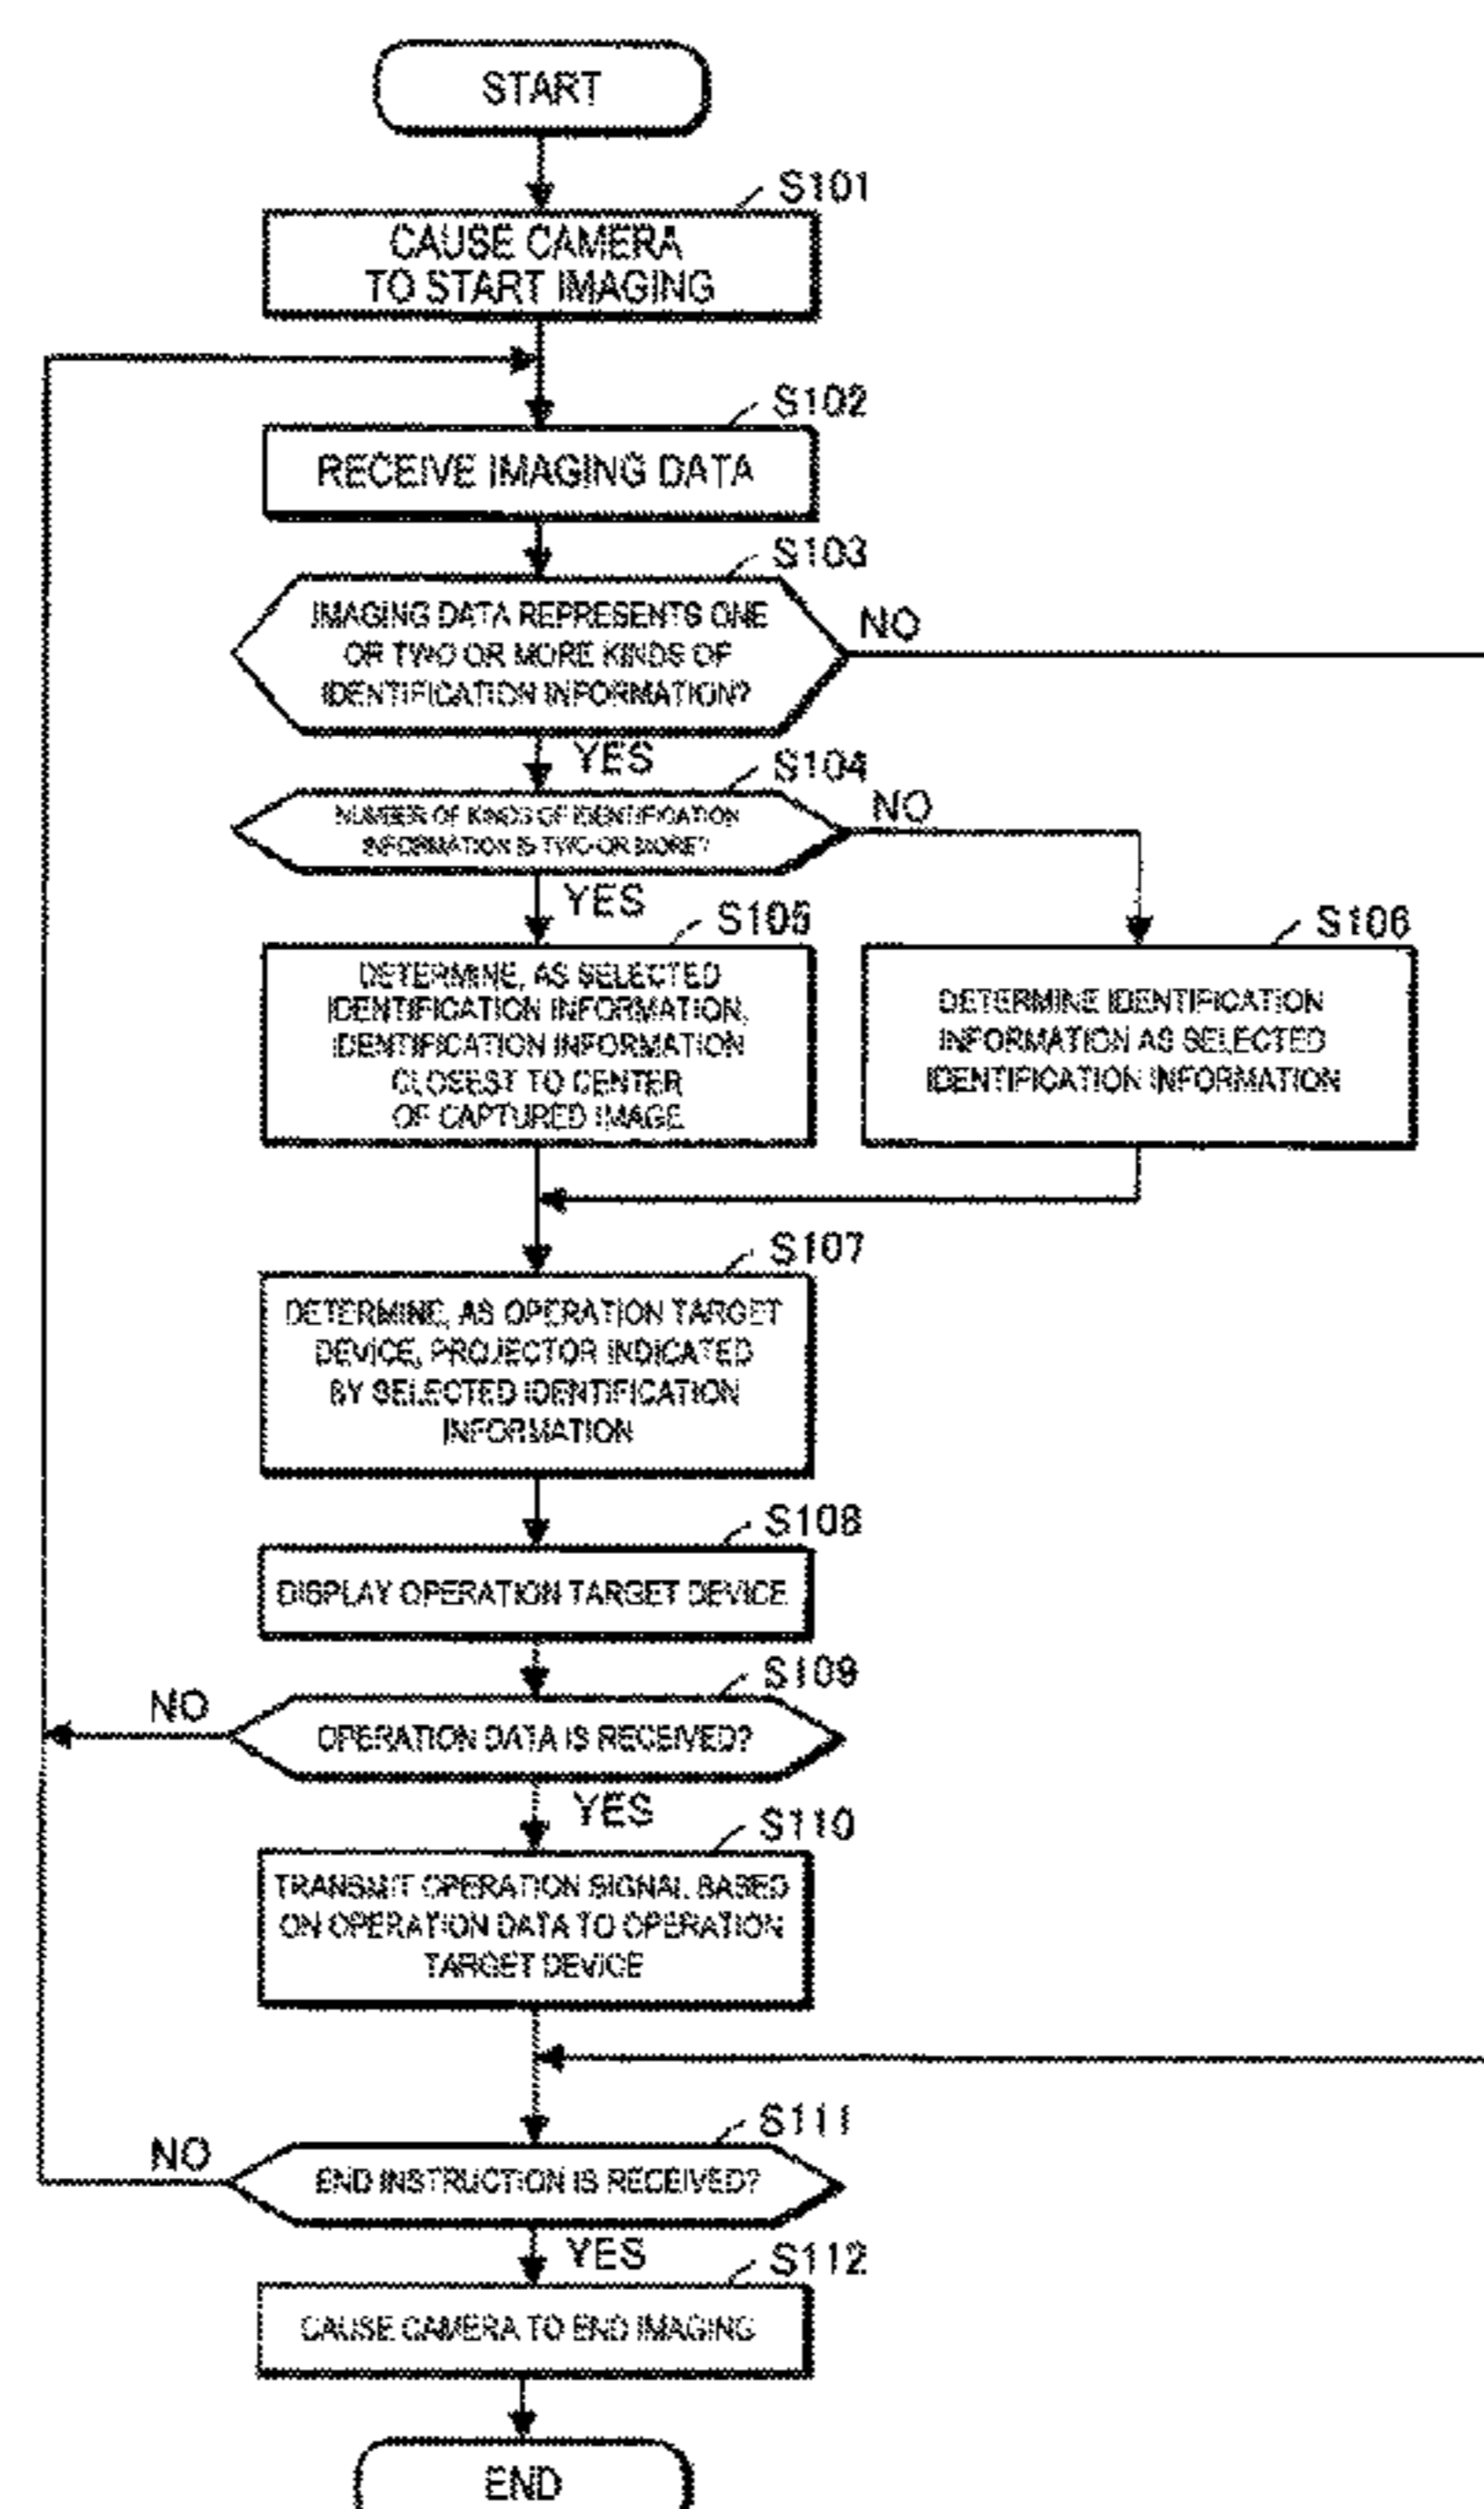 START
S101
CAUSE CAMERA
TO START IMAGING
S102
RECEIVE IMAGING DATA
S103
IMAGING DATA REPRESENTS ONE
OR TWO OR MORE KINDS OF
IDENTIFICATION INFORMATION?
NO
YES
S104
NUMBER OF KINDS OF IDENTIFICATION
INFORMATION IS TWO OR MORE?
NO
YES
S105
DETERMINE, AS SELECTED
IDENTIFICATION INFORMATION,
IDENTIFICATION INFORMATION
CLOSEST TO CENTER
OF CAPTURED IMAGE
S106
DETERMINE IDENTIFICATION
INFORMATION AS SELECTED
IDENTIFICATION INFORMATION
S107
DETERMINE, AS OPERATION TARGET
DEVICE, PROJECTOR INDICATED
BY SELECTED IDENTIFICATION
INFORMATION
S108
DISPLAY OPERATION TARGET DEVICE
S109
NO
OPERATION DATA IS RECEIVED?
YES
S110
TRANSMIT OPERATION SIGNAL BASED
ON OPERATION DATA TO OPERATION
TARGET DEVICE
S111
NO
END INSTRUCTION IS RECEIVED?
YES
S112
CAUSE CAMERA TO END IMAGING
END